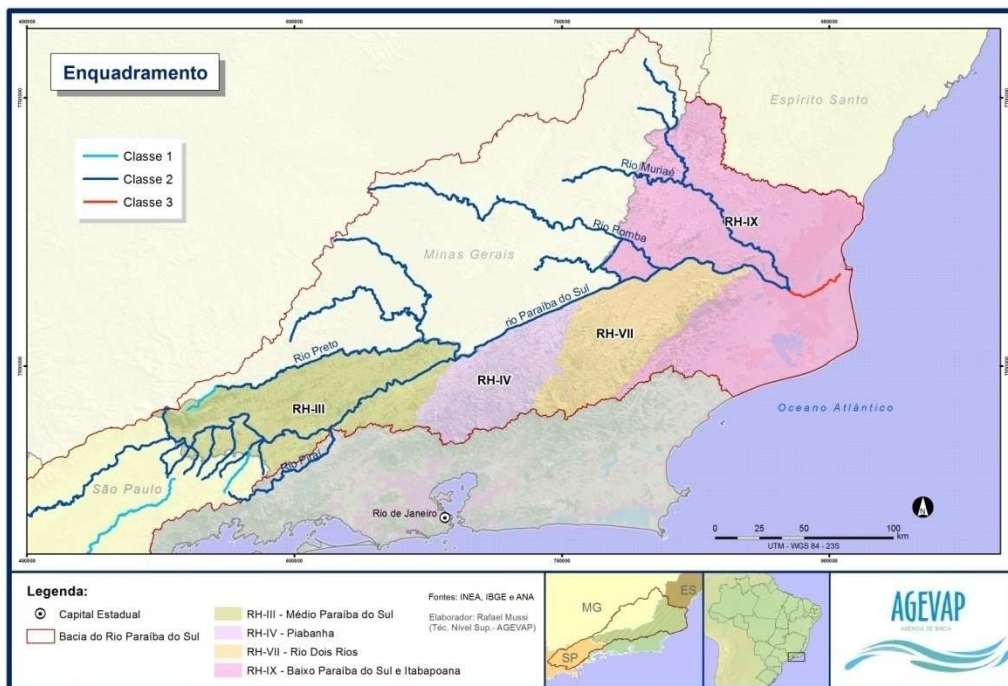 Enquadramento
Classe 1
Classe 2
Classe 3
Espírito Santo
Rio Muriaé
RH-IX
Rio Pomba
Minas Gerais
rio Paraíba do Sul
RH-VII
Rio Preto
RH-IV
RH-III
Oceano Atlântico
Rio Piraí
São Paulo
Rio de Janeiro
0 25 50 100
km
UTM - WGS 84 - 23S
Legenda:
Capital Estadual
Bacia do Rio Paraíba do Sul
RH-III - Médio Paraíba do Sul
RH-IV - Piabanha
RH-VII - Rio Dois Rios
RH-IX - Baixo Paraíba do Sul e Itabapoana
Fontes: INEA, IBGE e ANA
Elaborador: Rafael Mussi
(Téc. Nível Sup.- AGEVAP)
MG
ES
SP
AGEVAP
AGÊNCIA DE BACIA